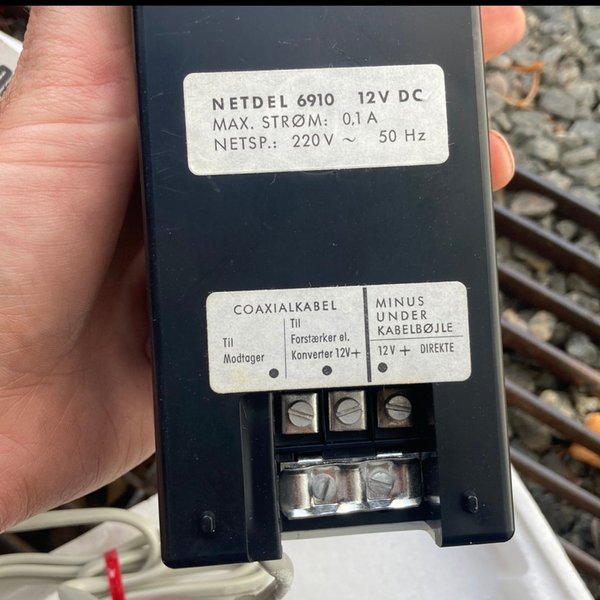 NETDEL 6910 12V DC
MAX. STRØM: 0,1 A
NETSP.: 220V ~ 50 Hz
COAXIALKABEL
Til
Modtager
Til
Forstærker el.
Konverter 12V+
MINUS
UNDER
KABELBØJLE
12V + DIREKTE